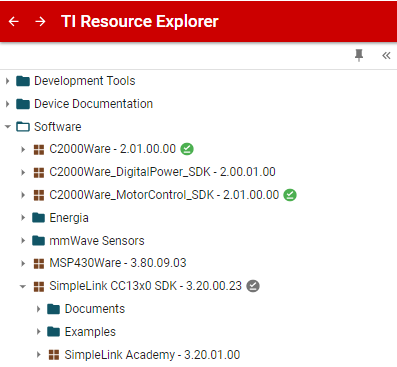 TI Resource Explorer
Development Tools
Device Documentation
Software
C2000Ware - 2.01.00.00
C2000Ware_DigitalPower_SDK - 2.00.01.00
C2000Ware_MotorControl_SDK - 2.01.00.00
Energia
mmWave Sensors
MSP430Ware - 3.80.09.03
SimpleLink CC13x0 SDK - 3.20.00.23
Documents
Examples
SimpleLink Academy - 3.20.01.00